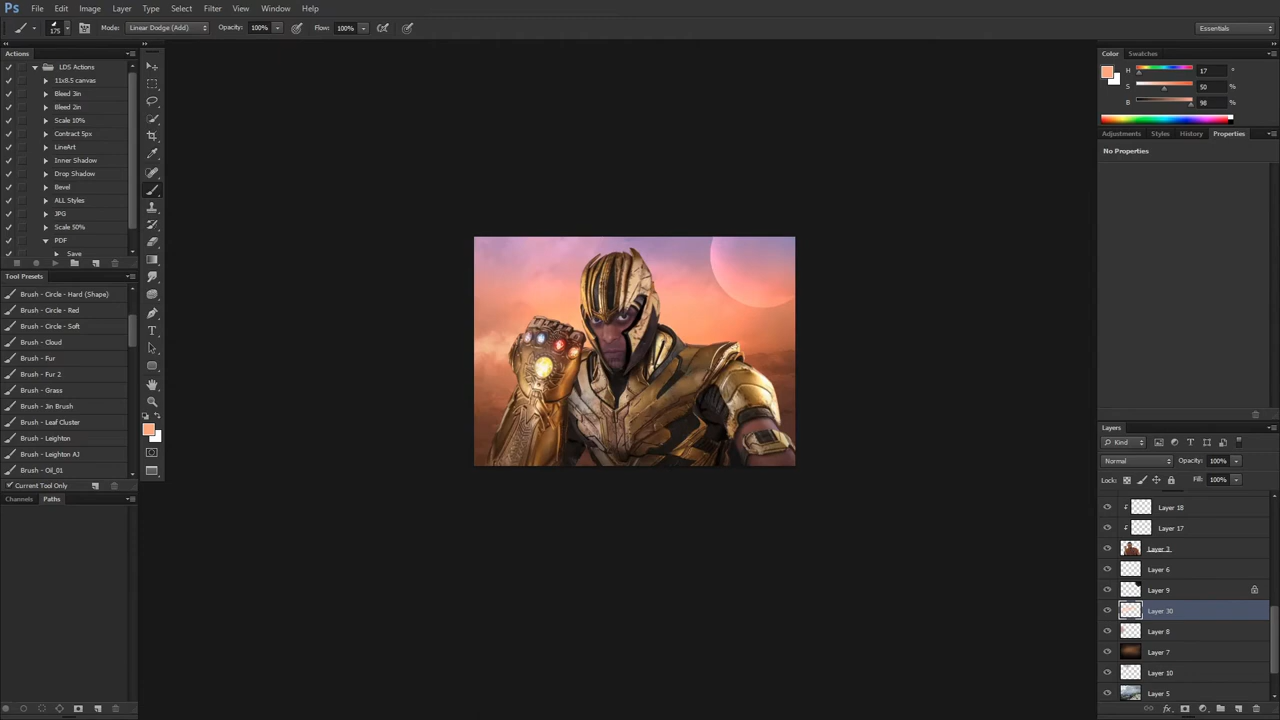 Ps File Edit Image Layer Type Select Filter View Window Help
175 Mode: Linear Dodge (Add) Opacity: 100% Flow: 100% Essentials
Actions
LDS Actions
11x8.5 canvas
Bleed 3in
Bleed 2in
Scale 10%
Contract 5px
LineArt
Inner Shadow
Drop Shadow
Bevel
ALL Styles
JPG
Scale 50%
PDF
Save
Tool Presets
Brush - Circle - Hard (Shape)
Brush - Circle - Red
Brush - Circle - Soft
Brush - Cloud
Brush - Fur
Brush - Fur 2
Brush - Grass
Brush - Jin Brush
Brush - Leaf Cluster
Brush - Leighton
Brush - Leighton AJ
Brush - Oil_01
Current Tool Only
Channels Paths
T
Color Swatches
H 17 °
S 50 %
B 98 %
Adjustments Styles History Properties
No Properties
Layers
Kind T
Normal Opacity: 100%
Lock: Fill: 100%
Layer 18
Layer 17
Layer 3
Layer 6
Layer 9
Layer 30
Layer 8
Layer 7
Layer 10
Layer 5
fx